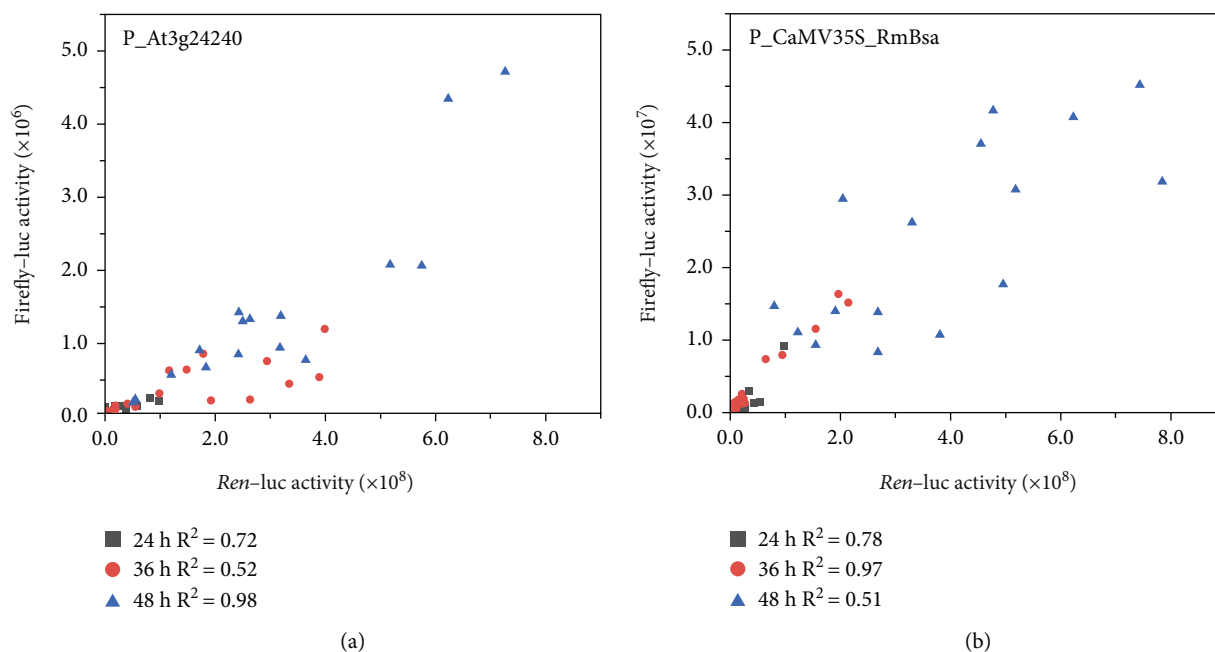 P_At3g24240
5.0
4.0
3.0
2.0
1.0
0.0
Firefly–luc activity (×10⁶)
0.0 2.0 4.0 6.0 8.0
Ren–luc activity (×10⁸)
24 h R² = 0.72
36 h R² = 0.52
48 h R² = 0.98
(a)
P_CaMV35S_RmBsa
5.0
4.0
3.0
2.0
1.0
0.0
Firefly–luc activity (×10⁷)
0.0 2.0 4.0 6.0 8.0
Ren–luc activity (×10⁸)
24 h R² = 0.78
36 h R² = 0.97
48 h R² = 0.51
(b)